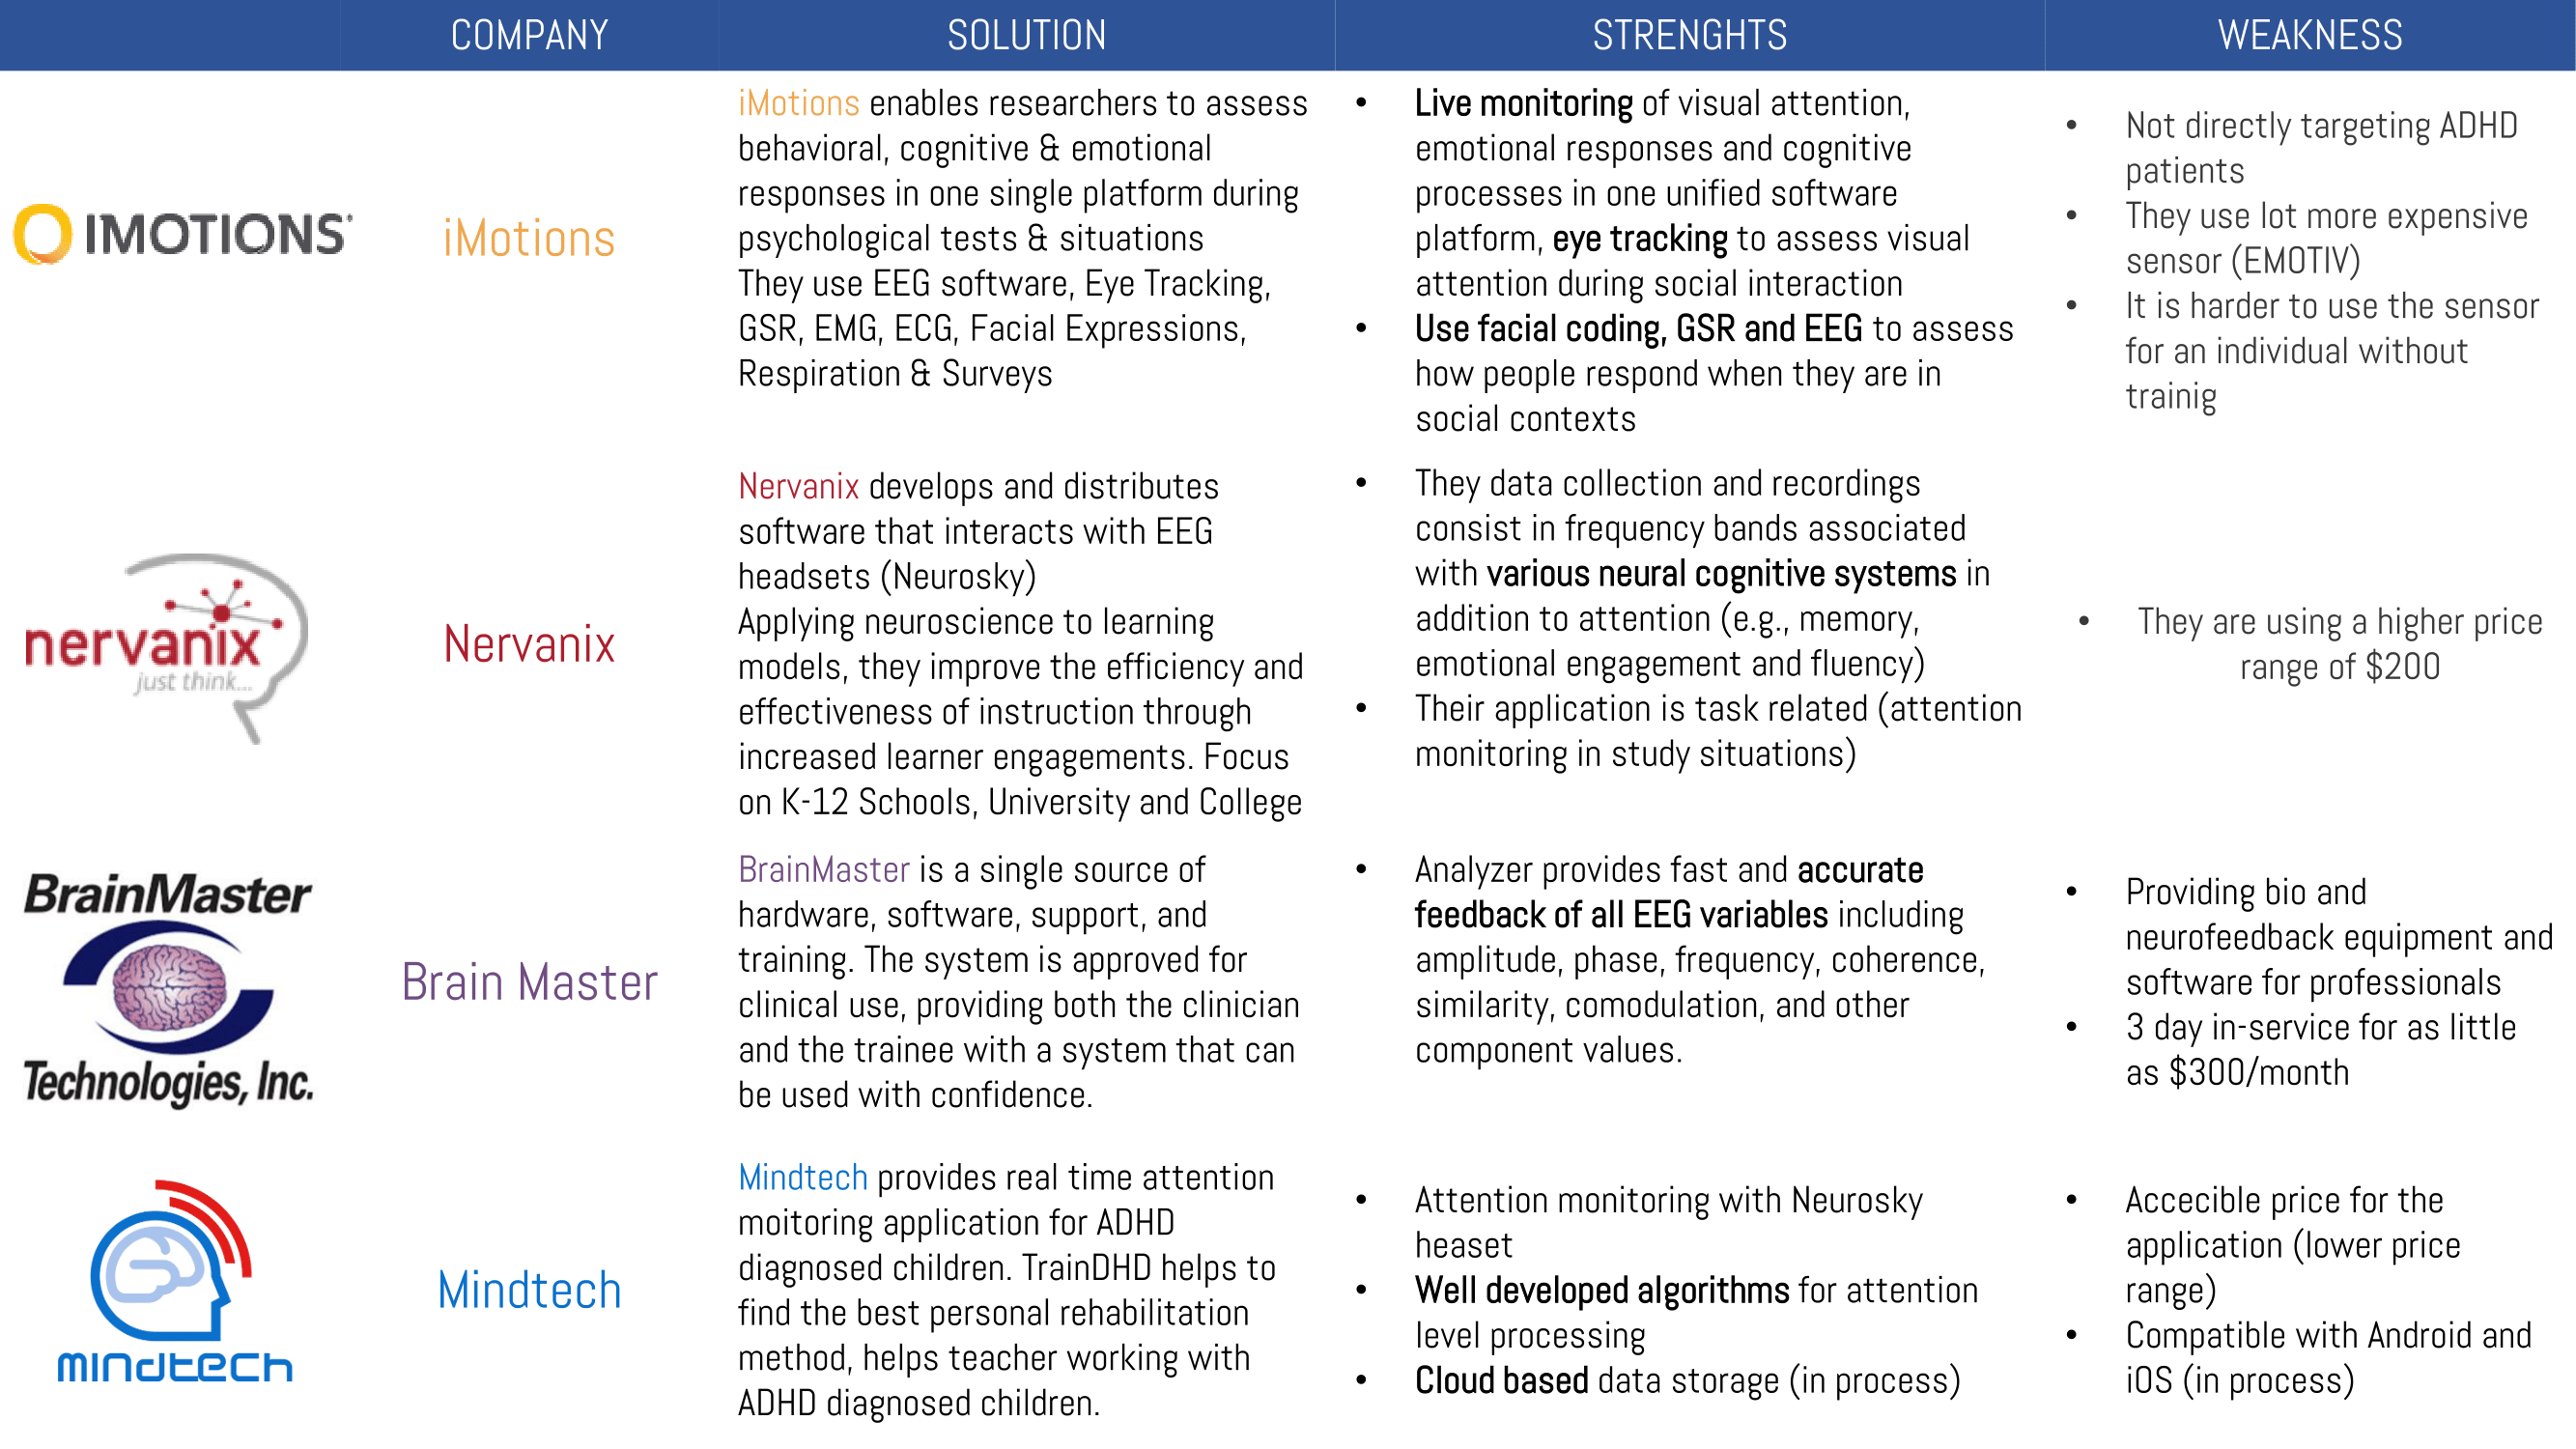 COMPANY
SOLUTION
STRENGHTS
WEAKNESS
IMOTIONS
iMotions
iMotions enables researchers to assess
behavioral, cognitive & emotional
responses in one single platform during
psychological tests & situations
They use EEG software, Eye Tracking,
GSR, EMG, ECG, Facial Expressions,
Respiration & Surveys
• Live monitoring of visual attention,
emotional responses and cognitive
processes in one unified software
platform, eye tracking to assess visual
attention during social interaction
• Use facial coding, GSR and EEG to assess
how people respond when they are in
social contexts
• Not directly targeting ADHD
patients
• They use lot more expensive
sensor (EMOTIV)
• It is harder to use the sensor
for an individual without
trainig
nervanix
just think...
Nervanix
Nervanix develops and distributes
software that interacts with EEG
headsets (Neurosky)
Applying neuroscience to learning
models, they improve the efficiency and
effectiveness of instruction through
increased learner engagements. Focus
on K-12 Schools, University and College
• They data collection and recordings
consist in frequency bands associated
with various neural cognitive systems in
addition to attention (e.g., memory,
emotional engagement and fluency)
• Their application is task related (attention
monitoring in study situations)
• They are using a higher price
range of $200
BrainMaster
Technologies, Inc.
Brain Master
BrainMaster is a single source of
hardware, software, support, and
training. The system is approved for
clinical use, providing both the clinician
and the trainee with a system that can
be used with confidence.
• Analyzer provides fast and accurate
feedback of all EEG variables including
amplitude, phase, frequency, coherence,
similarity, comodulation, and other
component values.
• Providing bio and
neurofeedback equipment and
software for professionals
• 3 day in-service for as little
as $300/month
mindtech
Mindtech
Mindtech provides real time attention
moitoring application for ADHD
diagnosed children. TrainDHD helps to
find the best personal rehabilitation
method, helps teacher working with
ADHD diagnosed children.
• Attention monitoring with Neurosky
heaset
• Well developed algorithms for attention
level processing
• Cloud based data storage (in process)
• Accecible price for the
application (lower price
range)
• Compatible with Android and
iOS (in process)